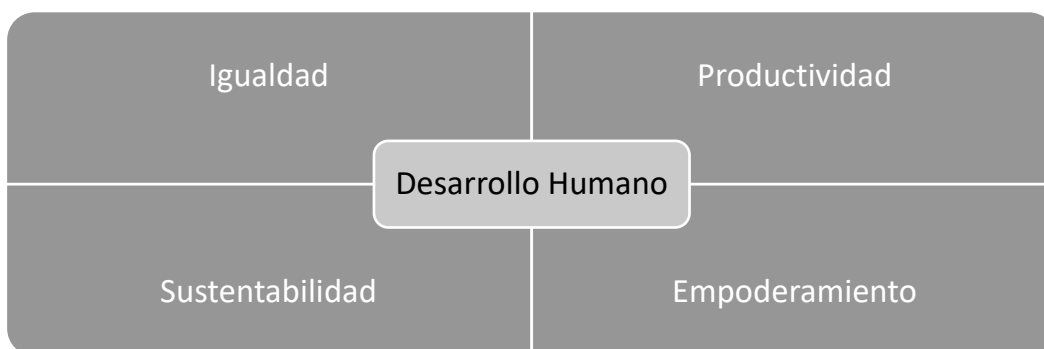 Igualdad
Productividad
Desarrollo Humano
Sustentabilidad
Empoderamiento